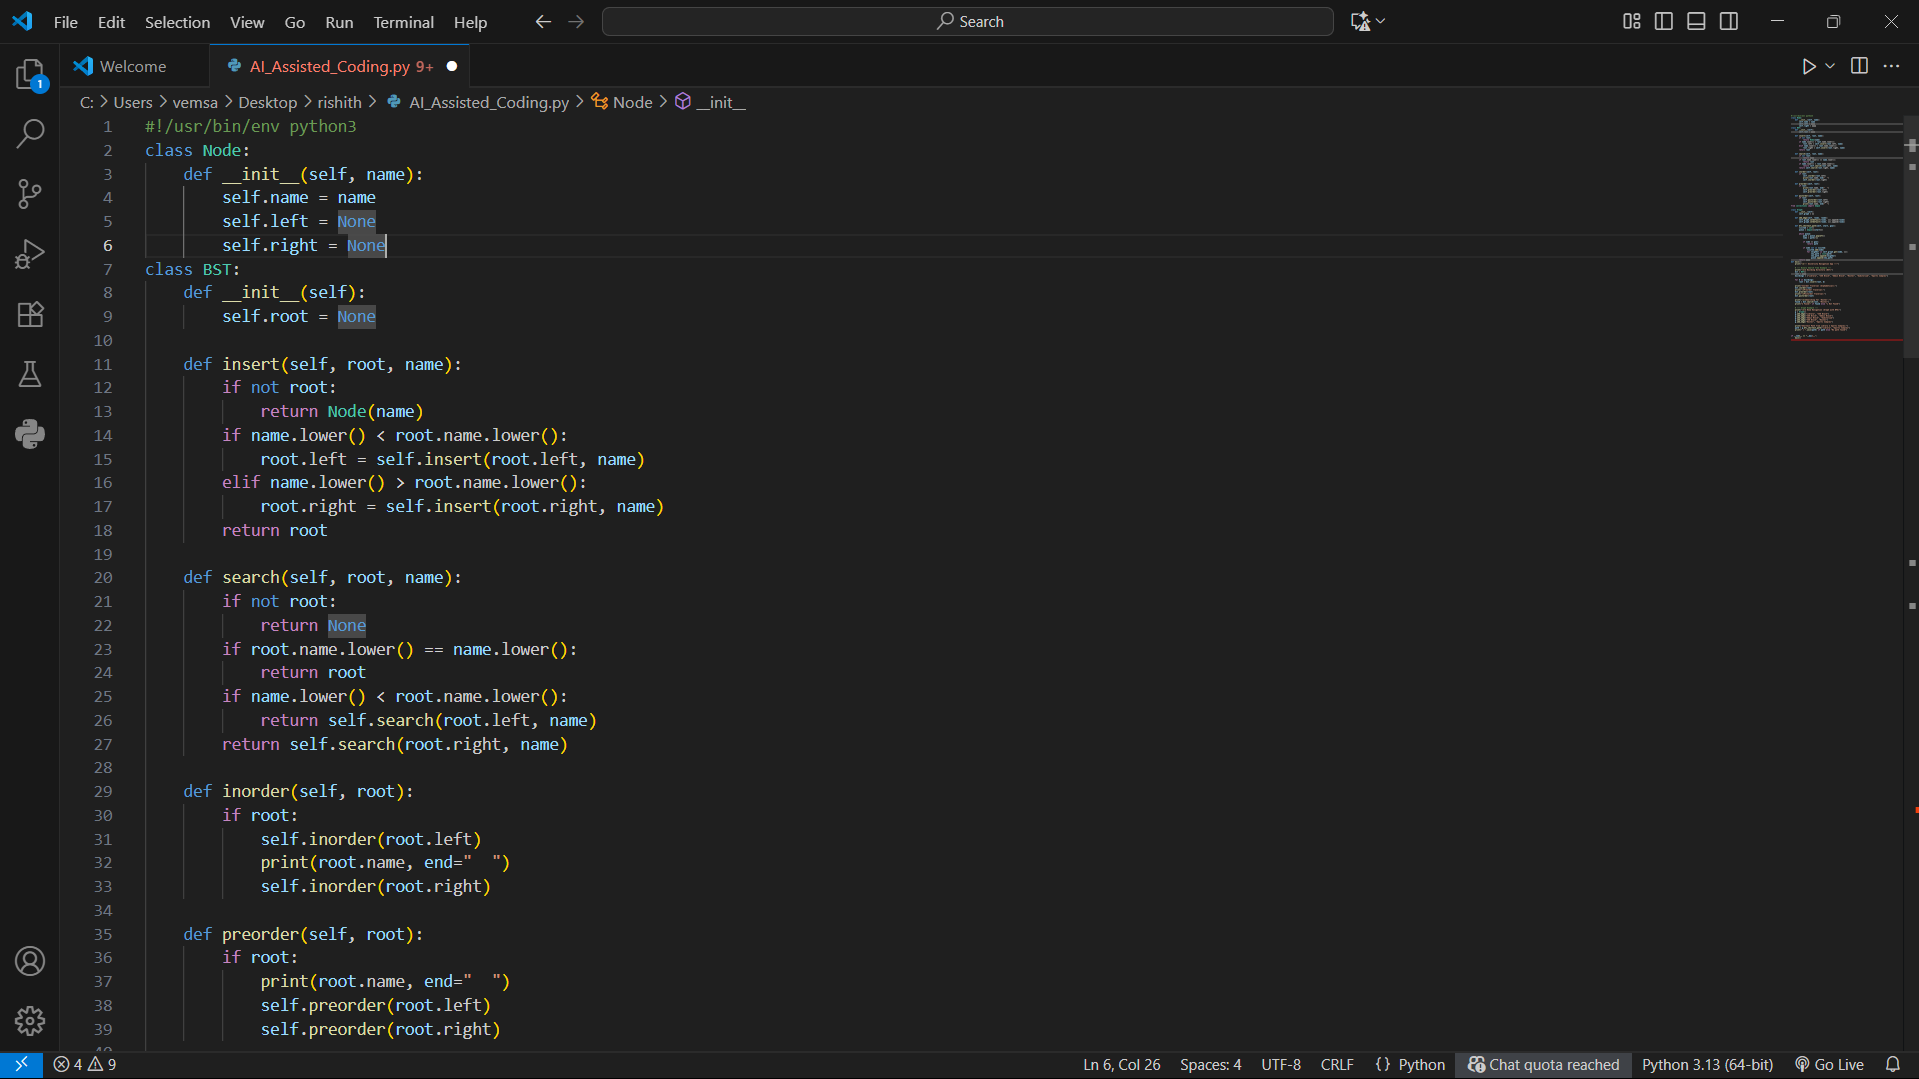 File Edit Selection View Go Run Terminal Help
Search
1
Welcome
AI_Assisted_Coding.py 9+
C: > Users > vemsa > Desktop > rishith > AI_Assisted_Coding.py > Node > __init__
1 #!/usr/bin/env python3
2 class Node:
3     def __init__(self, name):
4         self.name = name
5         self.left = None
6         self.right = None
7 class BST:
8     def __init__(self):
9         self.root = None
10
11     def insert(self, root, name):
12         if not root:
13             return Node(name)
14         if name.lower() < root.name.lower():
15             root.left = self.insert(root.left, name)
16         elif name.lower() > root.name.lower():
17             root.right = self.insert(root.right, name)
18         return root
19
20     def search(self, root, name):
21         if not root:
22             return None
23         if root.name.lower() == name.lower():
24             return root
25         if name.lower() < root.name.lower():
26             return self.search(root.left, name)
27         return self.search(root.right, name)
28
29     def inorder(self, root):
30         if root:
31             self.inorder(root.left)
32             print(root.name, end="  ")
33             self.inorder(root.right)
34
35     def preorder(self, root):
36         if root:
37             print(root.name, end="  ")
38             self.preorder(root.left)
39             self.preorder(root.right)
4 9
Ln 6, Col 26 Spaces: 4 UTF-8 CRLF {} Python Chat quota reached Python 3.13 (64-bit) Go Live